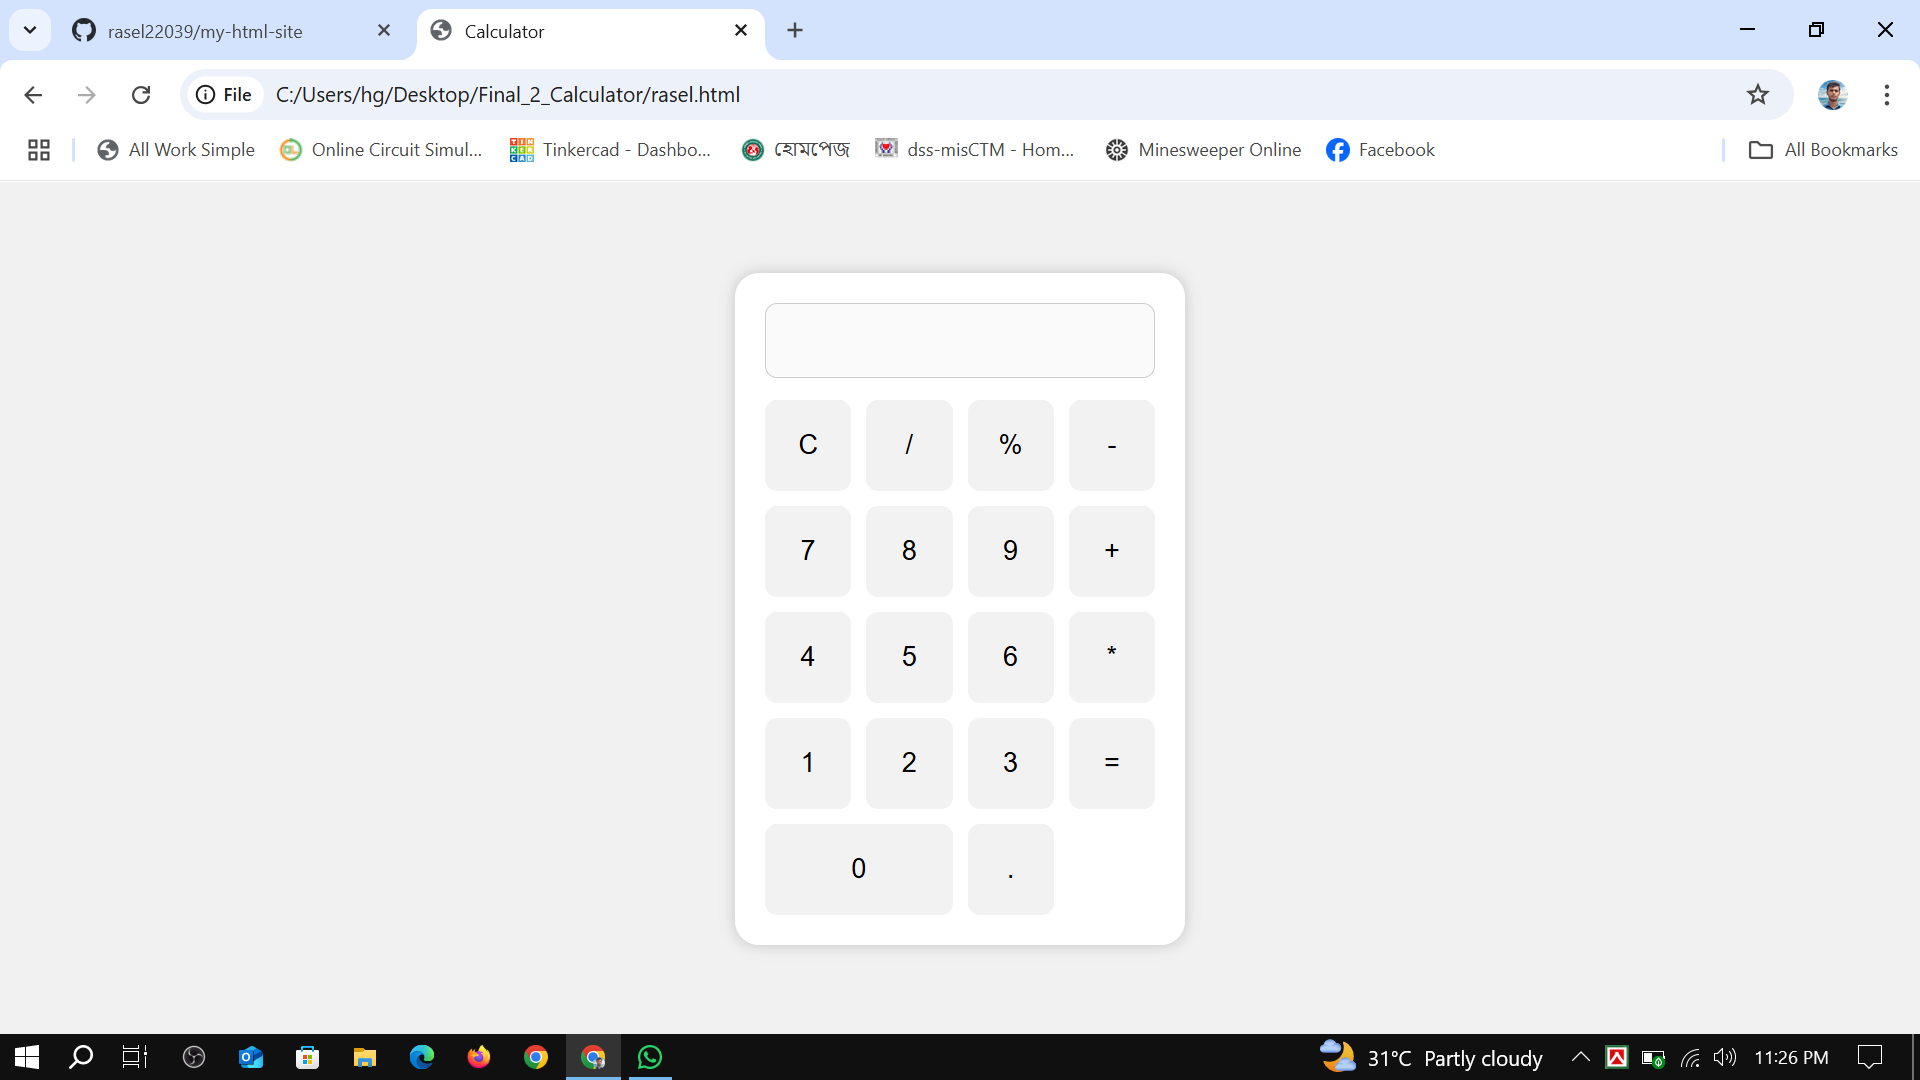 rasel22039/my-html-site
Calculator
File C:/Users/hg/Desktop/Final_2_Calculator/rasel.html
All Work Simple Online Circuit Simul... Tinkercad - Dashbo... হোমপেজ dss-misCTM - Hom... Minesweeper Online Facebook All Bookmarks
C / % -
7 8 9 +
4 5 6 *
1 2 3 =
0 .
31°C Partly cloudy 11:26 PM